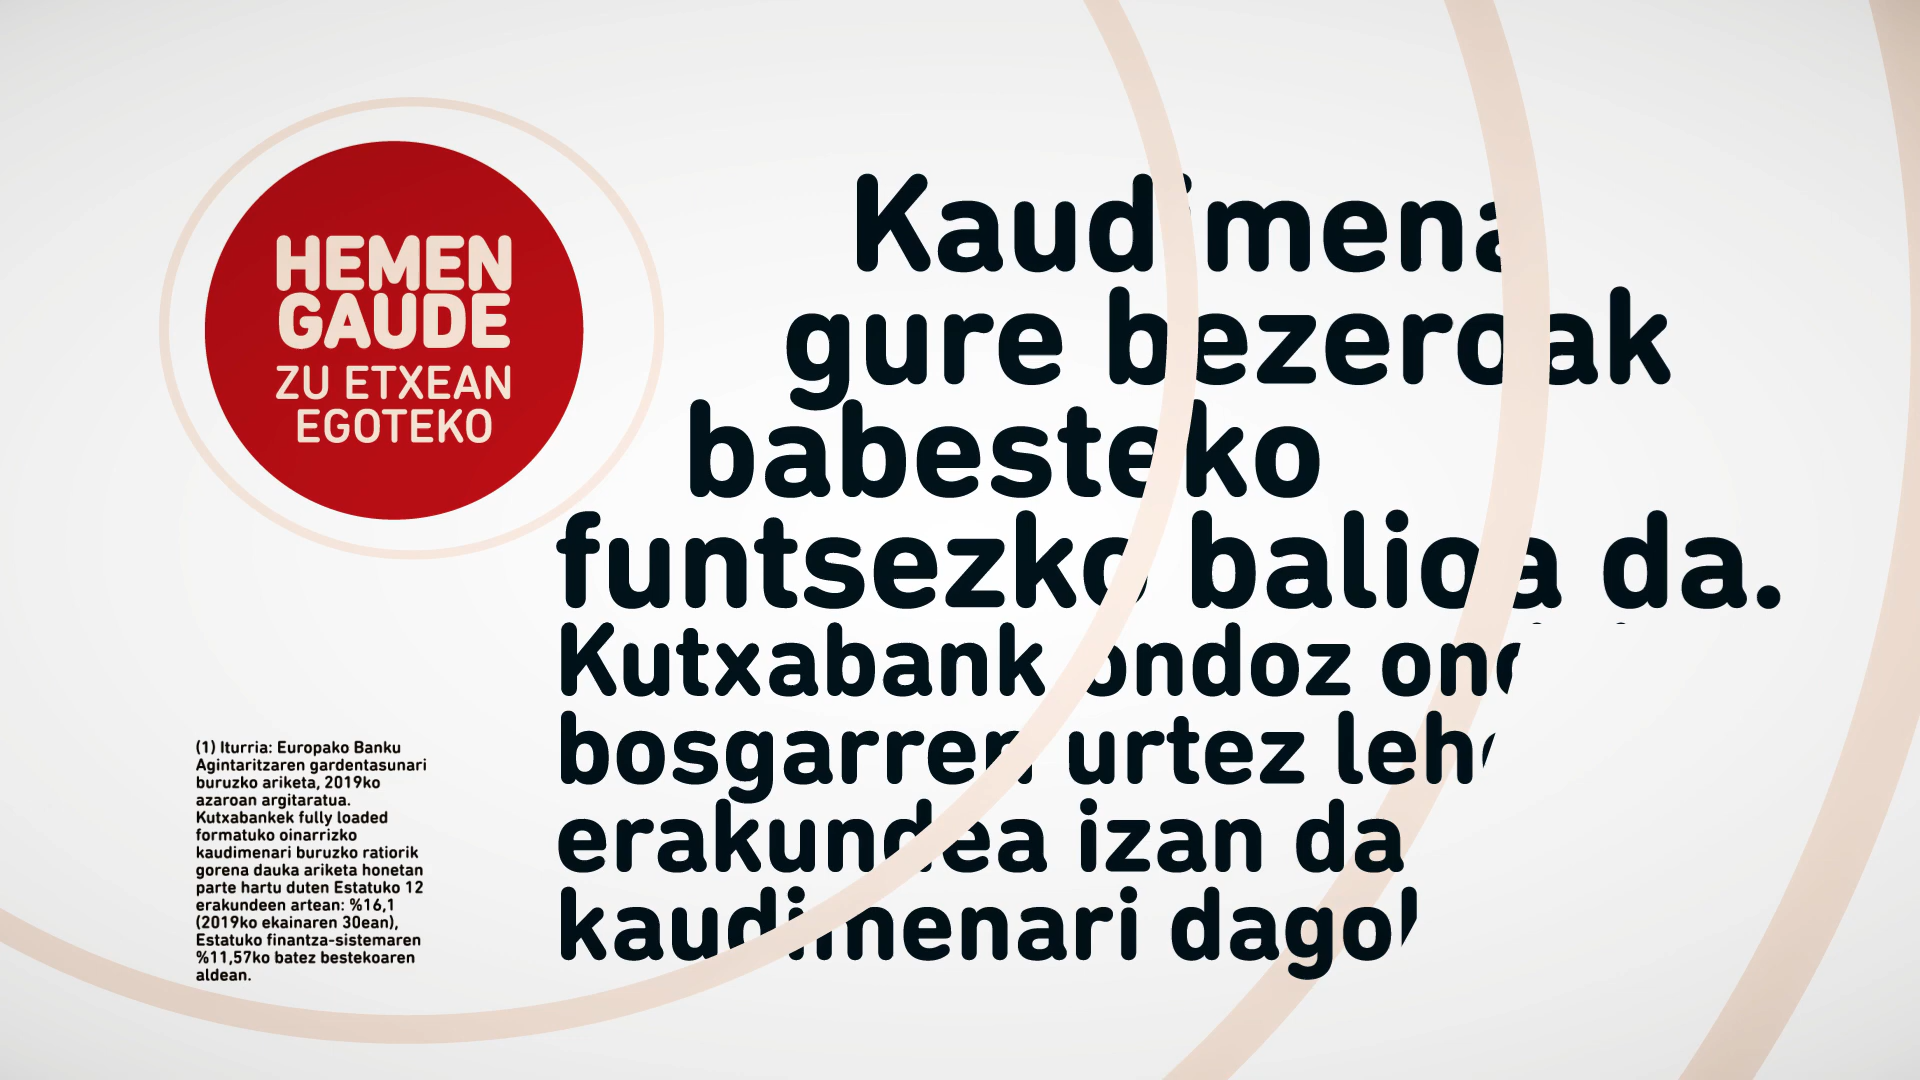 HEMEN
GAUDE
ZU ETXEAN
EGOTEKO
Kaudimena
gure bezeroak
babesteko
funtsezko balioa da.
Kutxabank ondoz
bosgarren urtez
erakundea izan da
kaudimenari
(1) Iturria: Europako Banku
Agintaritzaren gardentasunari
buruzko ariketa, 2019ko
azaroan argitaratua.
Kutxabankek fully loaded
formatuko oinarrizko
kaudimenari buruzko ratiorik
gorena dauka ariketa honetan
parte hartu duten Estatuko 12
erakundeen artean: %16,1
(2019ko ekainaren 30ean),
Estatuko finantza-sistemaren
%11,57ko batez bestekoaren
aldean.